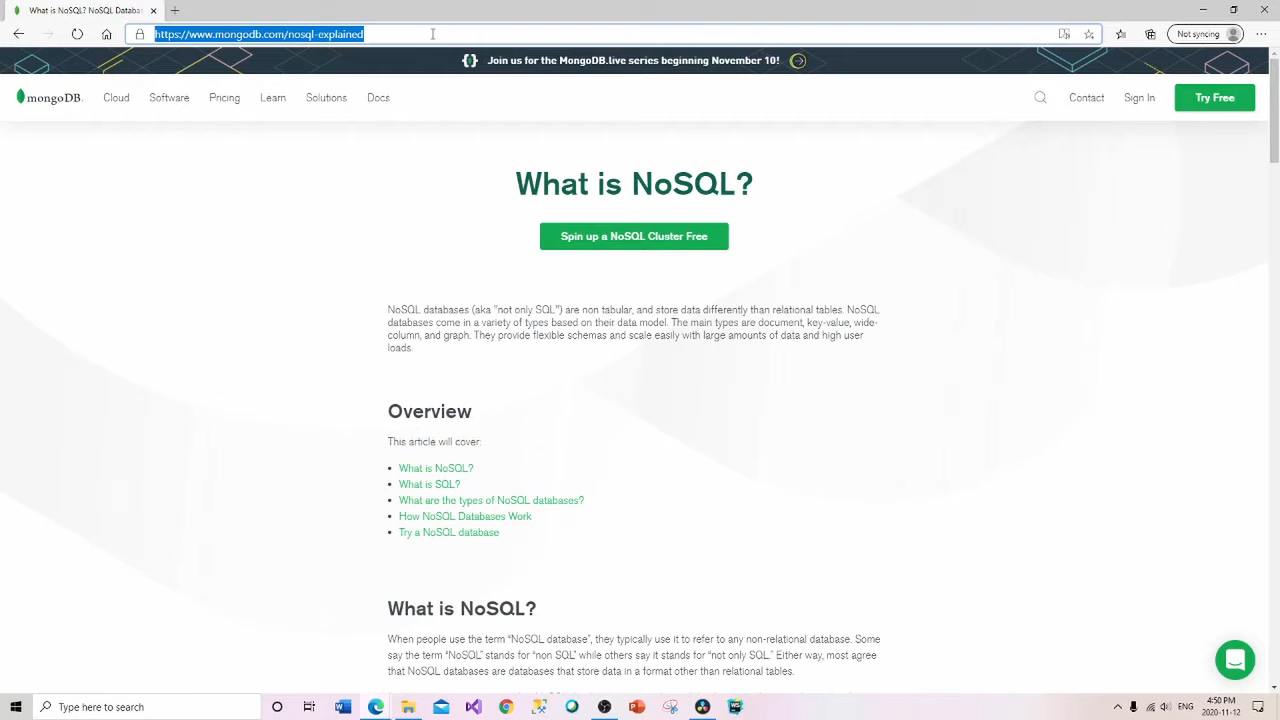 What is NoSQL? NoSQL Databas
https://www.mongodb.com/nosql-explained
Not syncing
Join us for the MongoDB.live series beginning November 10!
mongoDB.
Cloud
Software
Pricing
Learn
Solutions
Docs
Contact
Sign In
Try Free
What is NoSQL?
Spin up a NoSQL Cluster Free
NoSQL databases (aka "not only SQL") are non tabular, and store data differently than relational tables. NoSQL
databases come in a variety of types based on their data model. The main types are document, key-value, wide-
column, and graph. They provide flexible schemas and scale easily with large amounts of data and high user
loads.
Overview
This article will cover:
• What is NoSQL?
• What is SQL?
• What are the types of NoSQL databases?
• How NoSQL Databases Work
• Try a NoSQL database
What is NoSQL?
When people use the term “NoSQL database”, they typically use it to refer to any non-relational database. Some
say the term “NoSQL” stands for “non SQL” while others say it stands for “not only SQL.” Either way, most agree
that NoSQL databases are databases that store data in a format other than relational tables.
Type here to search
ENG
4:50 PM
2020-11-12